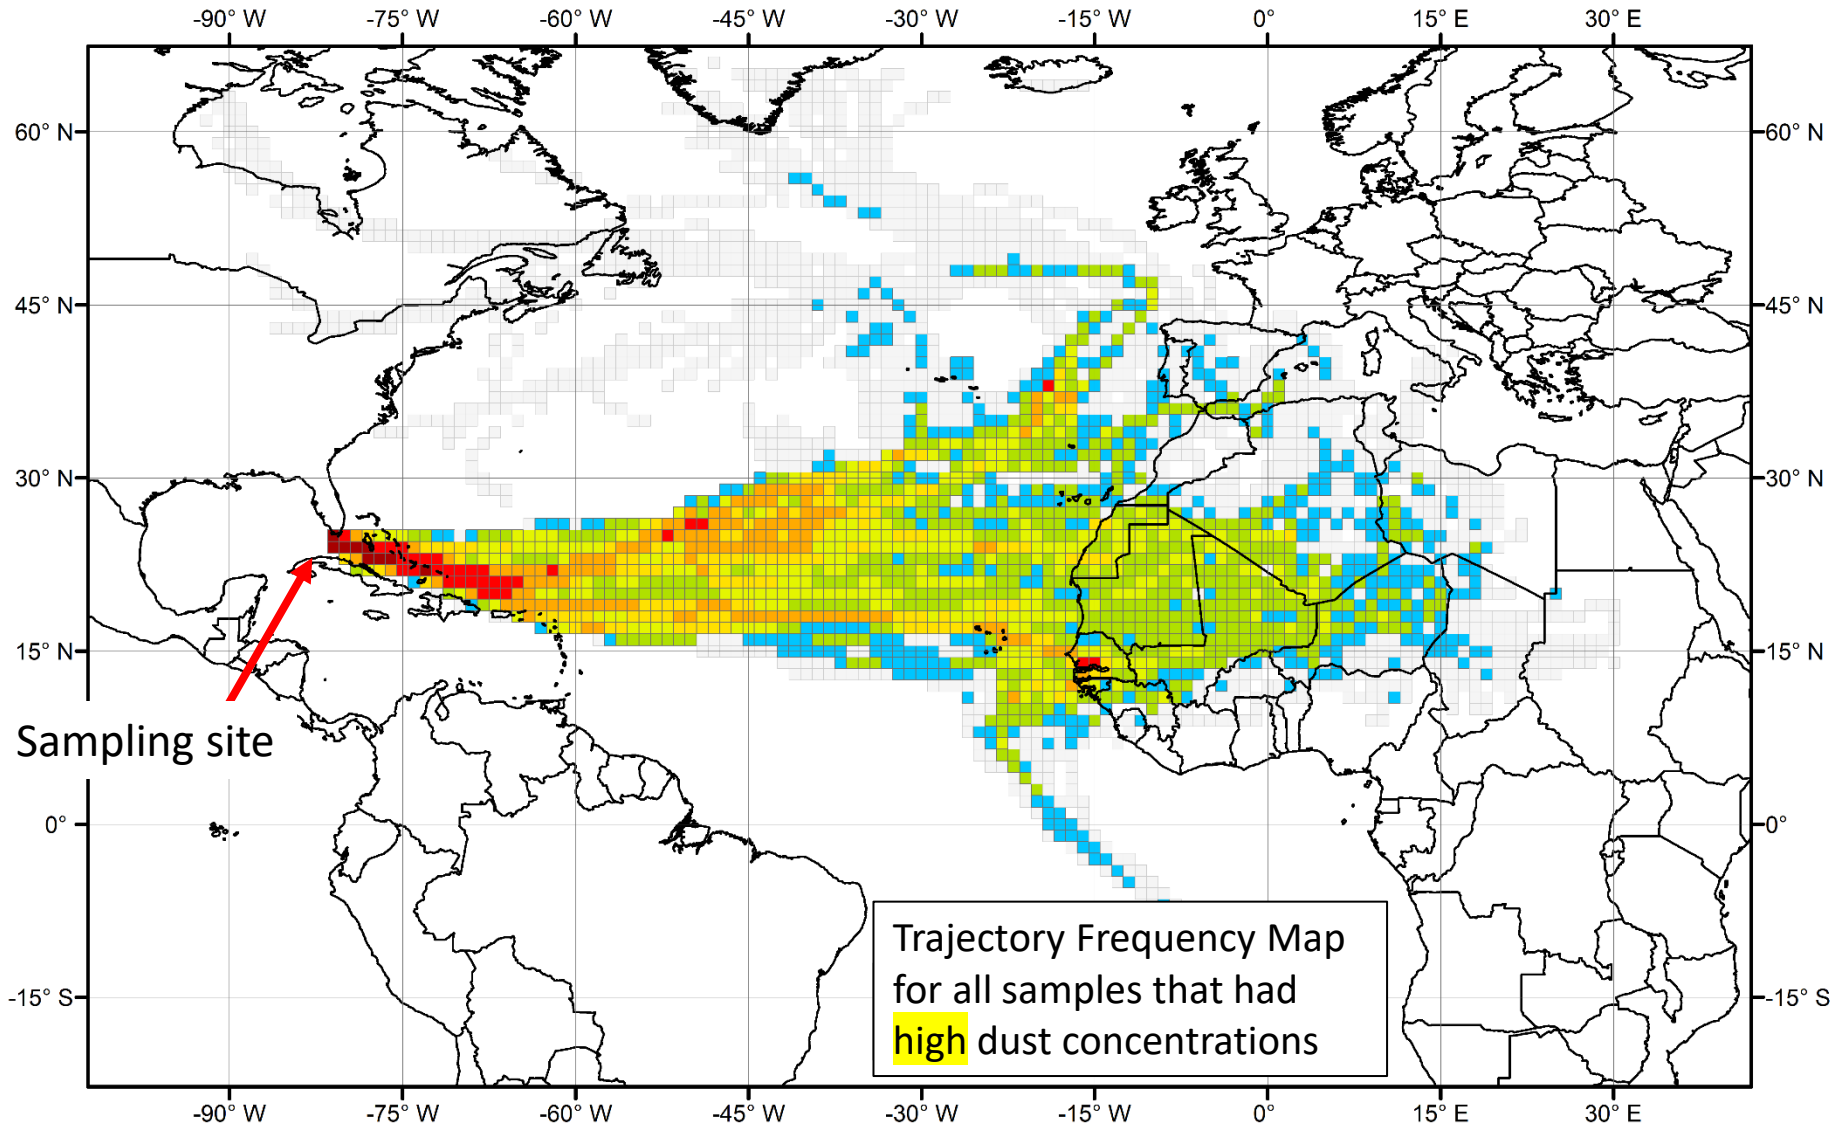 -90° W -75° W -60° W -45° W -30° W -15° W 0° 15° E 30° E
60° N 60° N
45° N 45° N
30° N 30° N
15° N 15° N
Sampling site
0° 0°
Trajectory Frequency Map
for all samples that had
high dust concentrations
-15° S -15° S
-90° W -75° W -60° W -45° W -30° W -15° W 0° 15° E 30° E